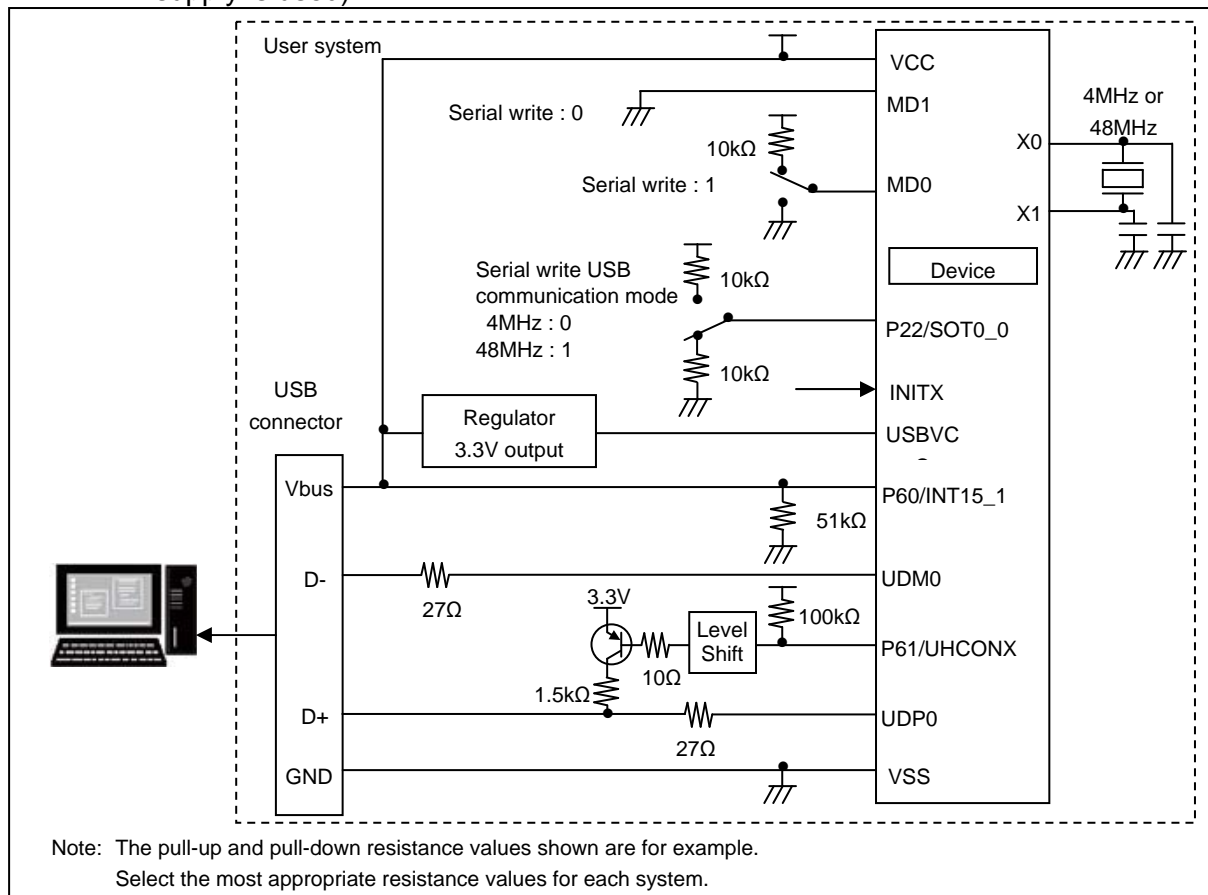 supply is used)
User system
VCC
MD1
Serial write : 0
4MHz or
48MHz
X0
10kΩ
Serial write : 1
MD0
X1
Device
Serial write USB
communication mode
4MHz : 0
48MHz : 1
10kΩ
P22/SOT0_0
10kΩ
INITX
USB
connector
Regulator
3.3V output
USBVC
Vbus
P60/INT15_1
51kΩ
D-
UDM0
27Ω
3.3V
100kΩ
Level
Shift
P61/UHCONX
10Ω
1.5kΩ
D+
UDP0
27Ω
GND
VSS
Note: The pull-up and pull-down resistance values shown are for example.
Select the most appropriate resistance values for each system.